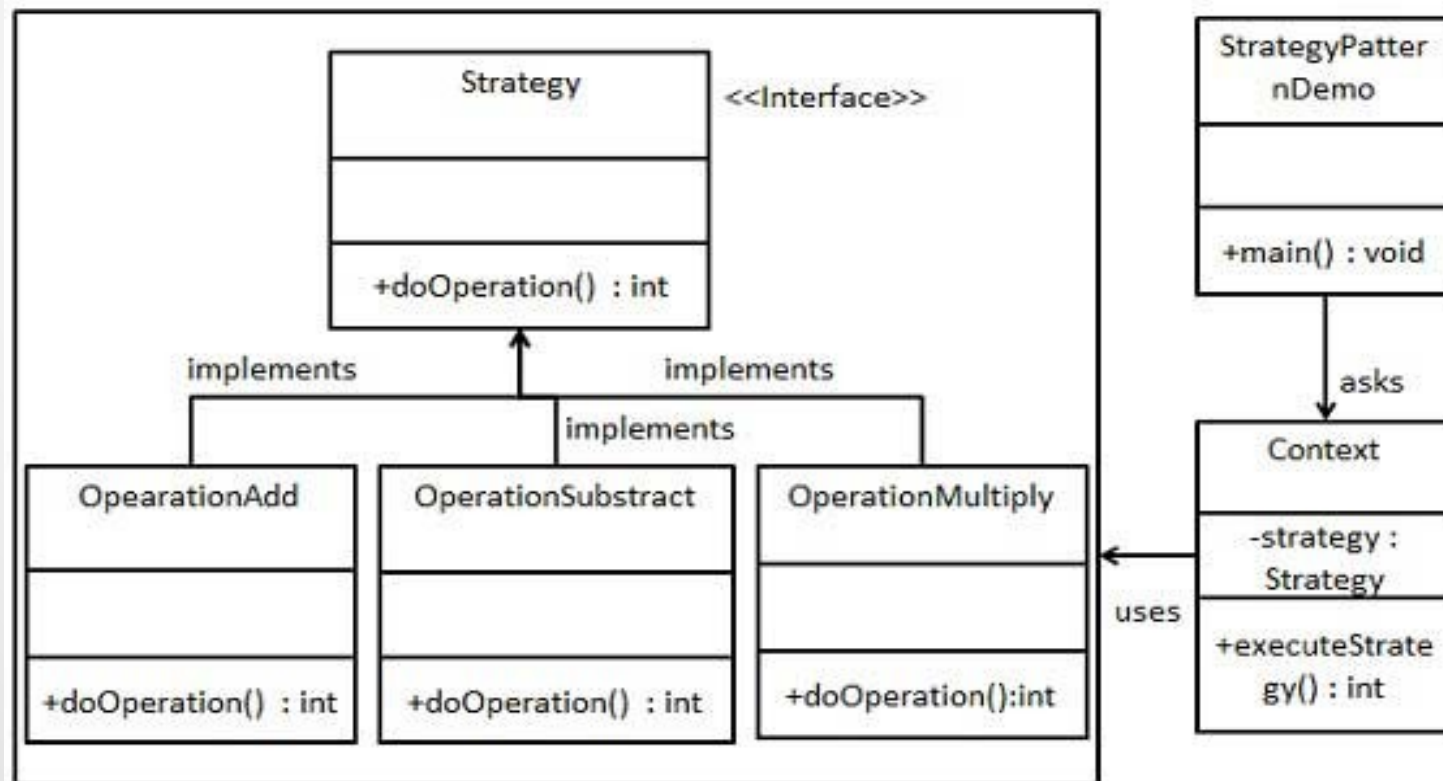 Strategy
<<Interface>>
+doOperation() : int
implements
implements
implements
OpearationAdd
+doOperation() : int
OperationSubstract
+doOperation() : int
OperationMultiply
+doOperation():int
StrategyPatter
nDemo
+main() : void
asks
Context
-strategy :
Strategy
+executeStrate
gy() : int
uses